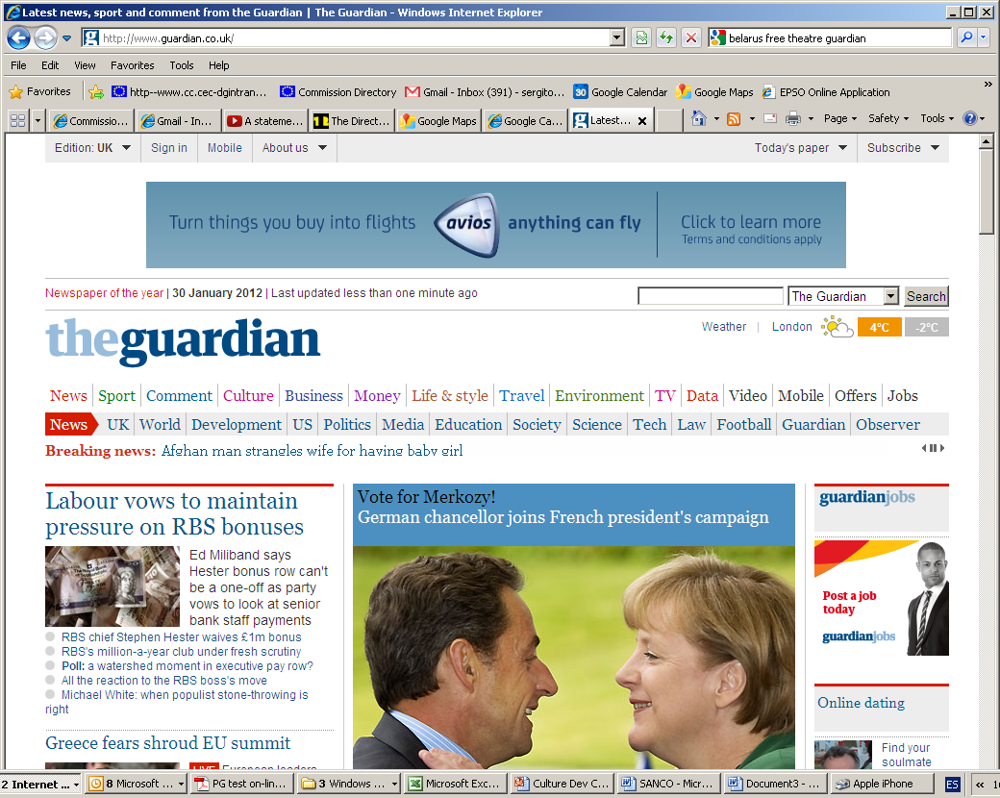 Latest news, sport and comment from the Guardian | The Guardian - Windows Internet Explorer
http://www.guardian.co.uk/
belarus free theatre guardian
File Edit View Favorites Tools Help
Favorites http--www.cc.cec-dgintran... Commission Directory Gmail - Inbox (391) - sergito... 30 Google Calendar Google Maps EPSO Online Application
Commissio... Gmail - In... A stateme... The Direct... Google Maps Google Ca... Latest... Page Safety Tools
Edition: UK Sign in Mobile About us Today's paper Subscribe
Turn things you buy into flights avios anything can fly Click to learn more
Terms and conditions apply
Newspaper of the year | 30 January 2012 | Last updated less than one minute ago The Guardian Search
theguardian
Weather | London 4°C -2°C
News Sport Comment Culture Business Money Life & style Travel Environment TV Data Video Mobile Offers Jobs
News UK World Development US Politics Media Education Society Science Tech Law Football Guardian Observer
Breaking news: Afghan man strangles wife for having baby girl
Labour vows to maintain
pressure on RBS bonuses
Ed Miliband says
Hester bonus row can't
be a one-off as party
vows to look at senior
bank staff payments
RBS chief Stephen Hester waives £1m bonus
RBS's million-a-year club under fresh scrutiny
Poll: a watershed moment in executive pay row?
All the reaction to the RBS boss's move
Michael White: when populist stone-throwing is
right
Greece fears shroud EU summit
LIVE European leaders
Vote for Merkozy!
German chancellor joins French president's campaign
guardianjobs
Post a job
today
guardianjobs
Online dating
Find your
soulmate
2 Internet ... 8 Microsoft ... PG test on-lin... 3 Windows ... Microsoft Exc... Culture Dev C... SANCO - Micr... Document3 - ... Apple iPhone ES